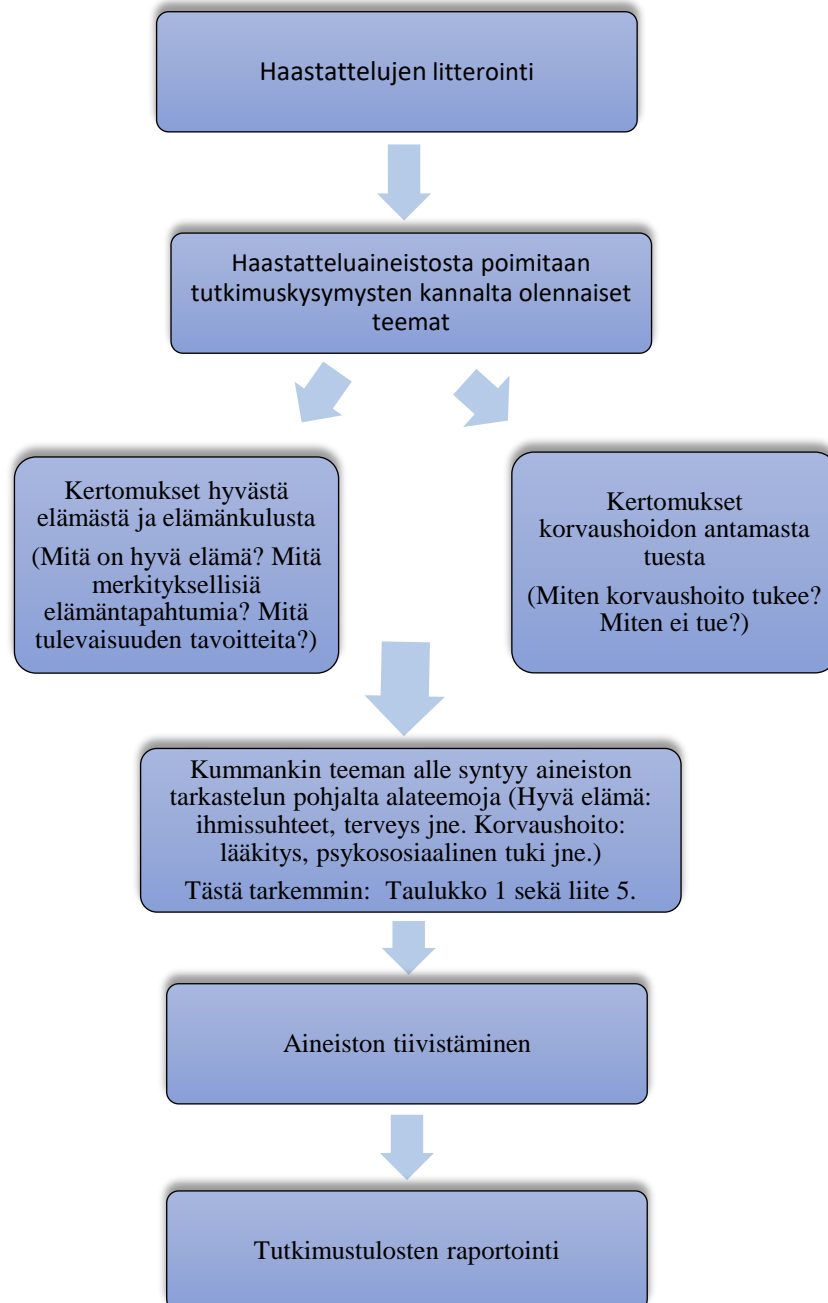 Haastattelujen litterointi
Haastatteluaineistosta poimitaan
tutkimuskysymysten kannalta olennaiset
teemat
Kertomukset hyvästä
elämästä ja elämänkulusta
(Mitä on hyvä elämä? Mitä
merkityksellisiä
elämäntapahtumia? Mitä
tulevaisuuden tavoitteita?)
Kertomukset
korvaushoidon antamasta
tuesta
(Miten korvaushoito tukee?
Miten ei tue?)
Kummankin teeman alle syntyy aineiston
tarkastelun pohjalta alateemoja (Hyvä elämä:
ihmissuhteet, terveys jne. Korvaushoito:
lääkitys, psykososiaalinen tuki jne.)
Tästä tarkemmin:  Taulukko 1 sekä liite 5.
Aineiston tiivistäminen
Tutkimustulosten raportointi